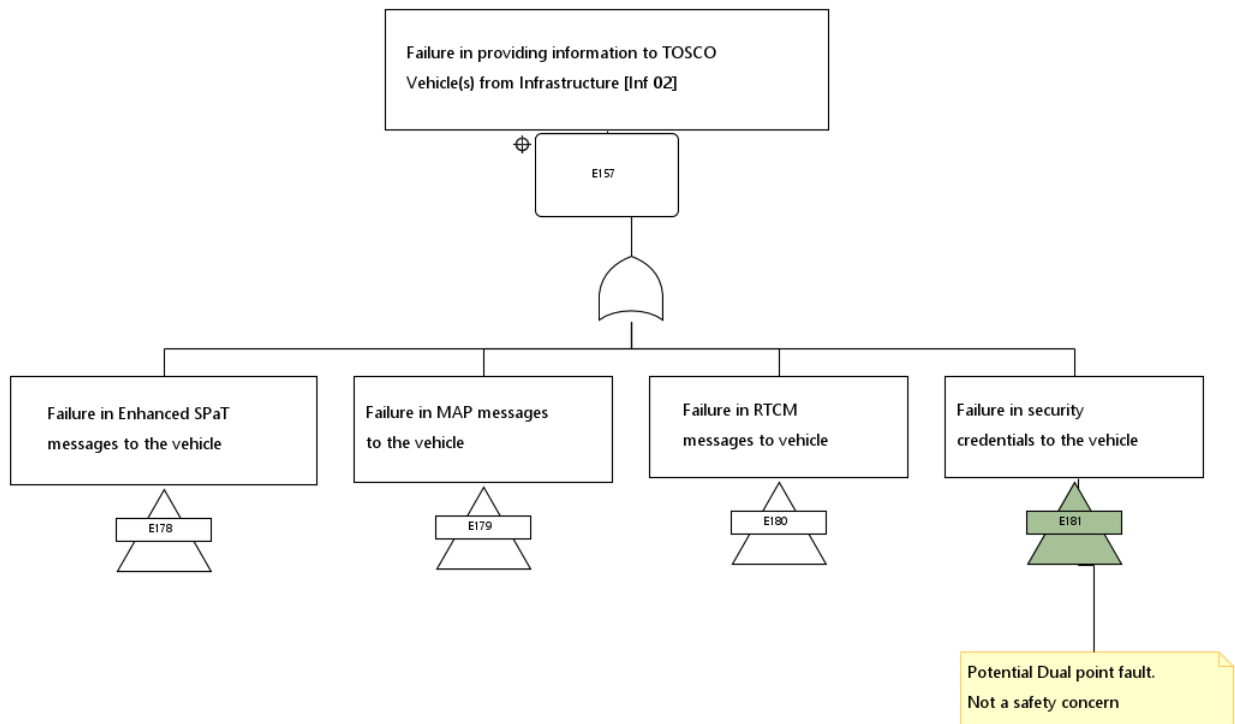 Failure in providing information to TOSCO
Vehicle(s) from Infrastructure [Inf 02]
E157
Failure in Enhanced SPaT
messages to the vehicle
Failure in MAP messages
to the vehicle
Failure in RTCM
messages to vehicle
Failure in security
credentials to the vehicle
E178
E179
E180
E181
Potential Dual point fault.
Not a safety concern